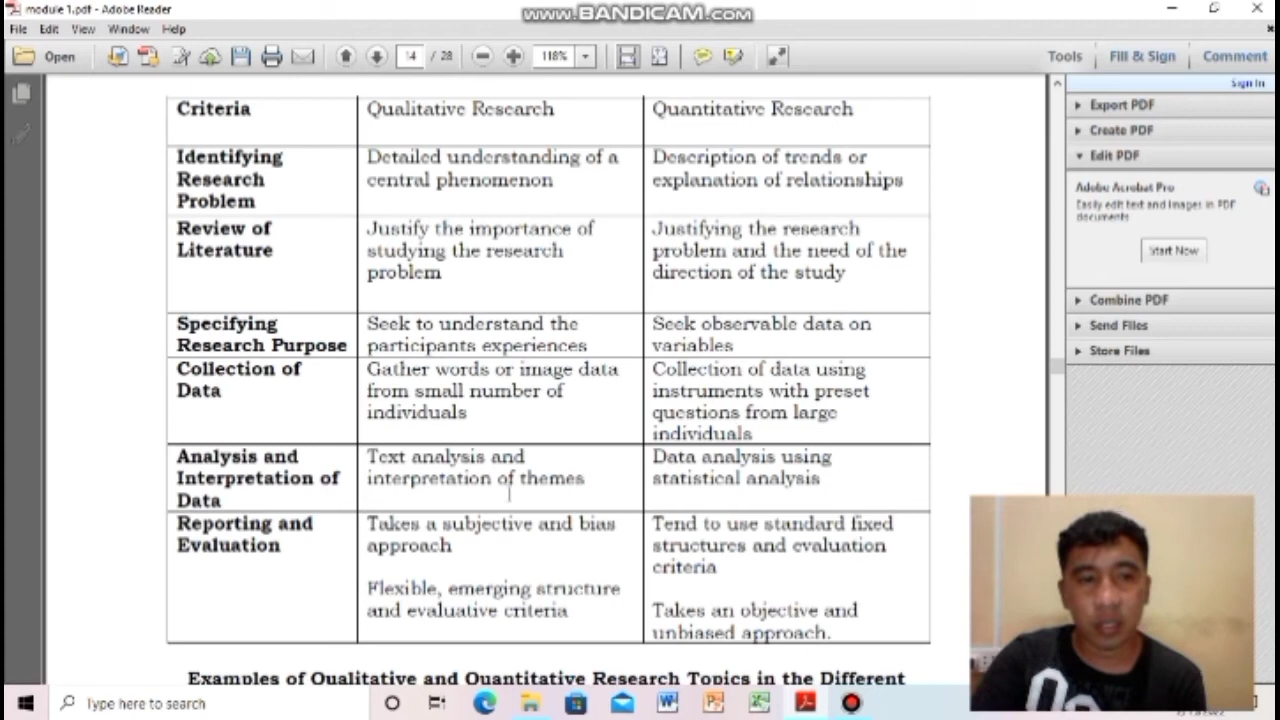 module 1.pdf - Adobe Reader
www.BANDICAM.com
File Edit View Window Help
Open 14 / 28 118% Tools Fill & Sign Comment
Sign In
Export PDF
Create PDF
Edit PDF
Adobe Acrobat Pro
Easily edit text and images in PDF
documents
Start Now
Combine PDF
Send Files
Store Files
Criteria
Qualitative Research
Quantitative Research
Identifying
Research
Problem
Detailed understanding of a
central phenomenon
Description of trends or
explanation of relationships
Review of
Literature
Justify the importance of
studying the research
problem
Justifying the research
problem and the need of the
direction of the study
Specifying
Research Purpose
Seek to understand the
participants experiences
Seek observable data on
variables
Collection of
Data
Gather words or image data
from small number of
individuals
Collection of data using
instruments with preset
questions from large
individuals
Analysis and
Interpretation of
Data
Text analysis and
interpretation of themes
Data analysis using
statistical analysis
Reporting and
Evaluation
Takes a subjective and bias
approach
Flexible, emerging structure
and evaluative criteria
Tend to use standard fixed
structures and evaluation
criteria
Takes an objective and
unbiased approach.
Examples of Qualitative and Quantitative Research Topics in the Different
Type here to search